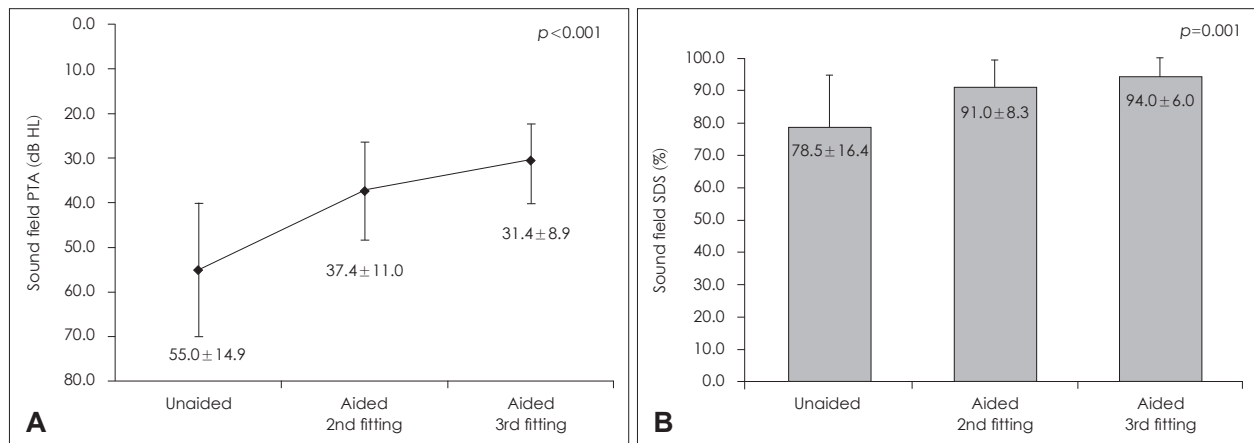 p<0.001
0.0
10.0
20.0
30.0
40.0
50.0
60.0
70.0
80.0
Sound field PTA (dB HL)
55.0±14.9
37.4±11.0
31.4±8.9
Unaided
Aided
2nd fitting
Aided
3rd fitting
A
p=0.001
100.0
90.0
80.0
70.0
60.0
50.0
40.0
30.0
20.0
10.0
0.0
Sound field SDS (%)
78.5±16.4
91.0±8.3
94.0±6.0
Unaided
Aided
2nd fitting
Aided
3rd fitting
B